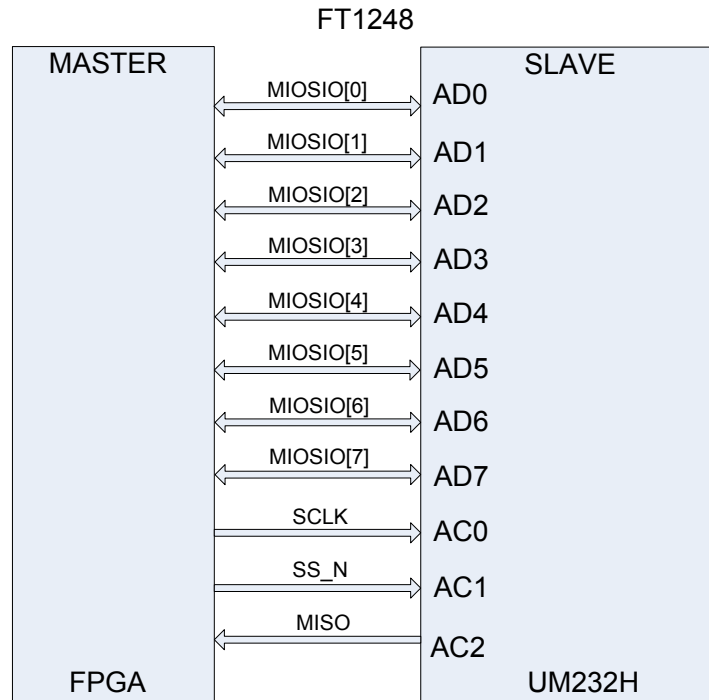 FT1248
MASTER
SLAVE
MIOSIO[0]
AD0
MIOSIO[1]
AD1
MIOSIO[2]
AD2
MIOSIO[3]
AD3
MIOSIO[4]
AD4
MIOSIO[5]
AD5
MIOSIO[6]
AD6
MIOSIO[7]
AD7
SCLK
AC0
SS_N
AC1
MISO
AC2
FPGA
UM232H